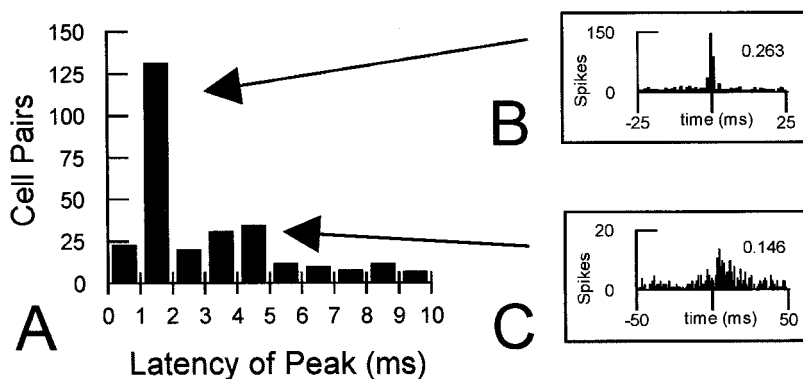 150
125
100
75
50
25
0
Cell Pairs
0 1 2 3 4 5 6 7 8 9 10
Latency of Peak (ms)
A
B
150
0
Spikes
0.263
-25 time (ms) 25
C
20
0
Spikes
0.146
-50 time (ms) 50